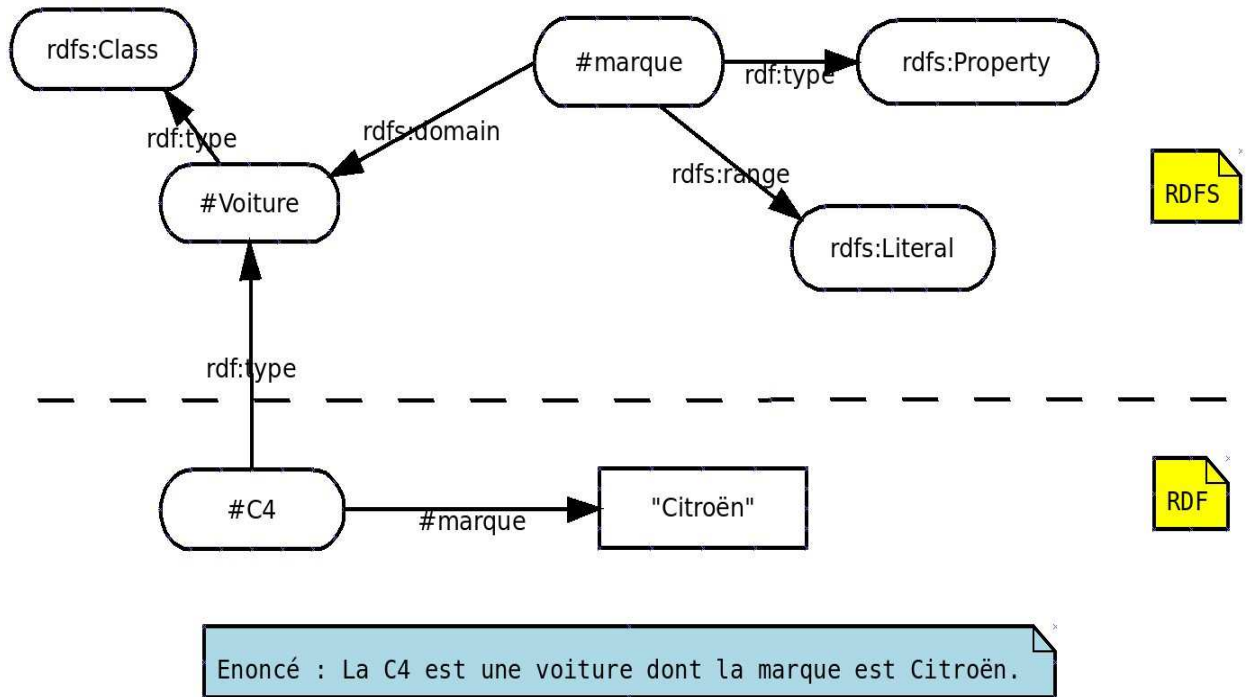 rdfs:Class
#marque
rdf:type
rdfs:Property
rdf:type
rdfs:domain
rdfs:range
RDFS
#Voiture
rdfs:Literal
rdf:type
#C4
#marque
"Citroën"
RDF
Enoncé : La C4 est une voiture dont la marque est Citroën.